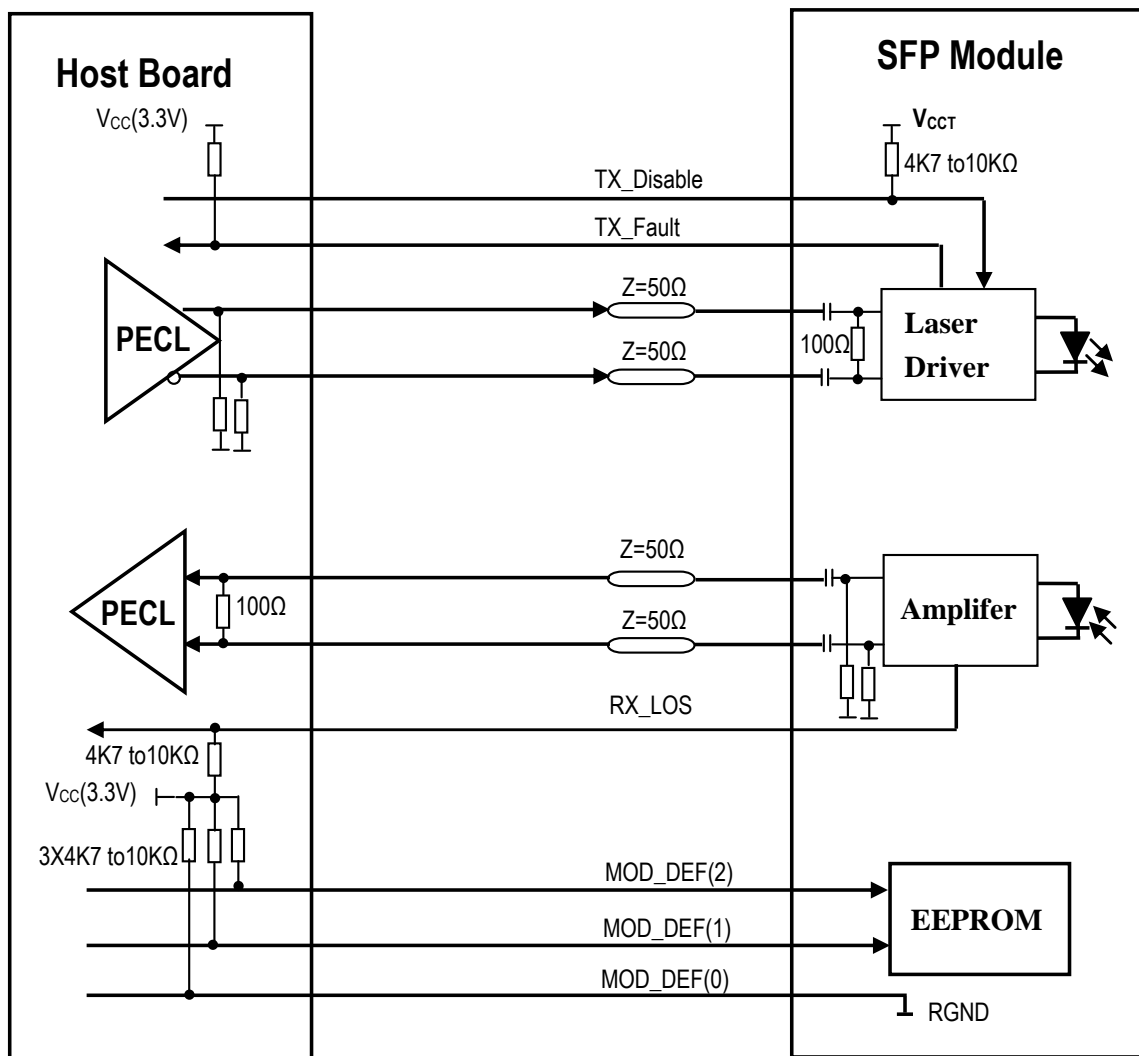 Host Board
SFP Module
VCC(3.3V)
VCCT
4K7 to10KΩ
TX_Disable
TX_Fault
Z=50Ω
PECL
100Ω
Laser
Driver
Z=50Ω
Z=50Ω
PECL
100Ω
Amplifer
Z=50Ω
RX_LOS
4K7 to10KΩ
VCC(3.3V)
3X4K7 to10KΩ
MOD_DEF(2)
EEPROM
MOD_DEF(1)
MOD_DEF(0)
RGND